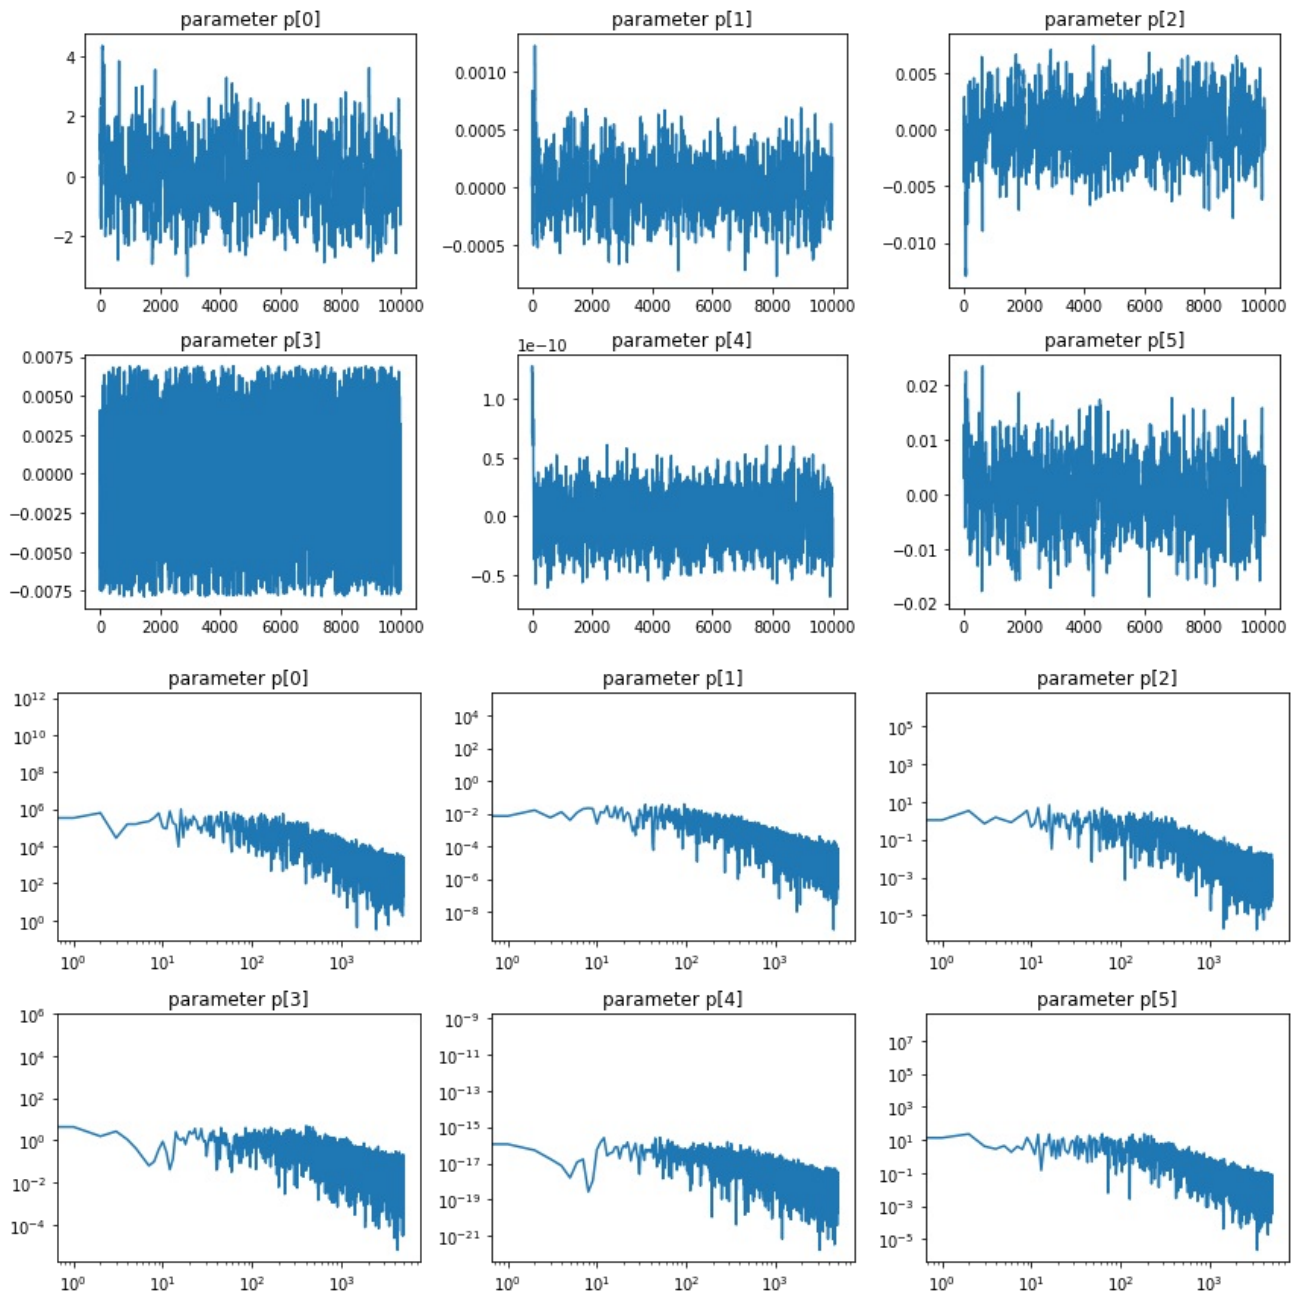 parameter p[0] parameter p[1] parameter p[2]
4 2 0 −2
0.0010 0.0005 0.0000 −0.0005
0.005 0.000 −0.005 −0.010
0 2000 4000 6000 8000 10000 0 2000 4000 6000 8000 10000 0 2000 4000 6000 8000 10000
parameter p[3] 1e−10 parameter p[4] parameter p[5]
0.0075 0.0050 0.0025 0.0000 −0.0025 −0.0050 −0.0075
1.0 0.5 0.0 −0.5
0.02 0.01 0.00 −0.01 −0.02
0 2000 4000 6000 8000 10000 0 2000 4000 6000 8000 10000 0 2000 4000 6000 8000 10000
parameter p[0] parameter p[1] parameter p[2]
10¹² 10¹⁰ 10⁸ 10⁶ 10⁴ 10² 10⁰
10⁴ 10² 10⁰ 10⁻² 10⁻⁴ 10⁻⁶ 10⁻⁸
10⁵ 10³ 10¹ 10⁻¹ 10⁻³ 10⁻⁵
10⁰ 10¹ 10² 10³ 10⁰ 10¹ 10² 10³ 10⁰ 10¹ 10² 10³
parameter p[3] parameter p[4] parameter p[5]
10⁶ 10⁴ 10² 10⁰ 10⁻² 10⁻⁴
10⁻⁹ 10⁻¹¹ 10⁻¹³ 10⁻¹⁵ 10⁻¹⁷ 10⁻¹⁹ 10⁻²¹
10⁷ 10⁵ 10³ 10¹ 10⁻¹ 10⁻³ 10⁻⁵
10⁰ 10¹ 10² 10³ 10⁰ 10¹ 10² 10³ 10⁰ 10¹ 10² 10³